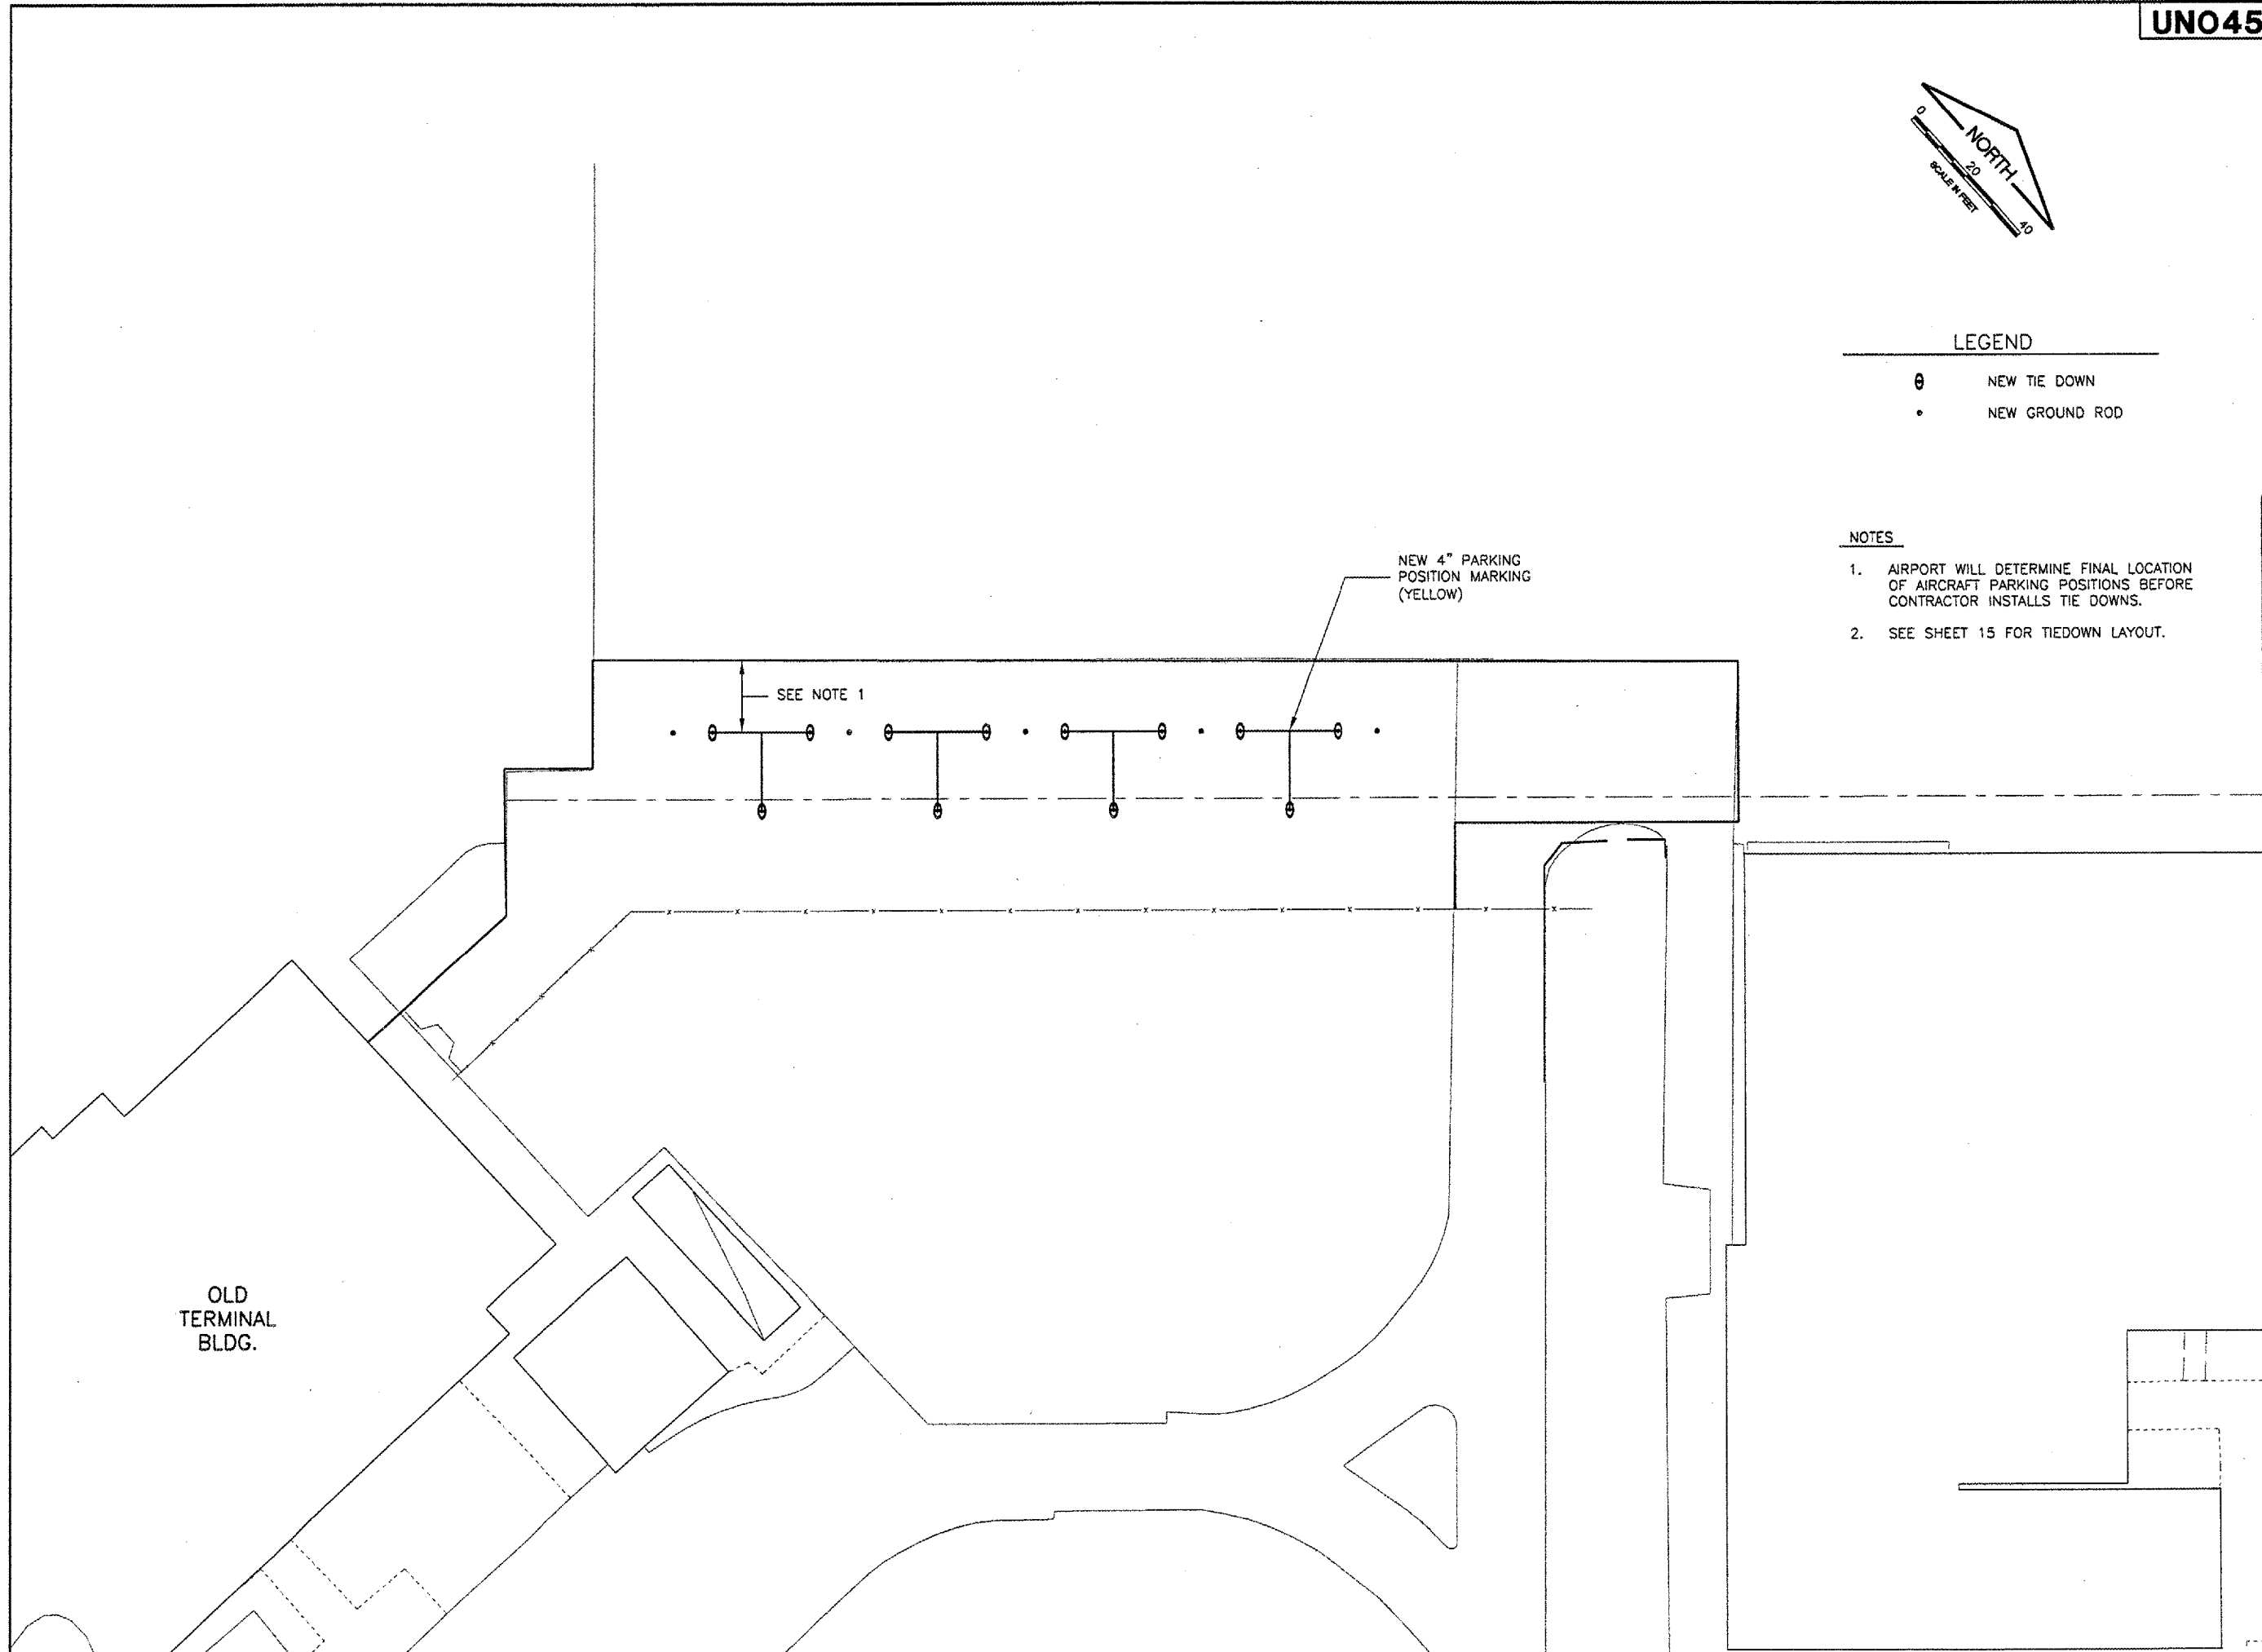 UNO45
0
NORTH
20
SCALE IN FEET
40
LEGEND
NEW TIE DOWN
NEW GROUND ROD
NOTES
1. AIRPORT WILL DETERMINE FINAL LOCATION
OF AIRCRAFT PARKING POSITIONS BEFORE
CONTRACTOR INSTALLS TIE DOWNS.
2. SEE SHEET 15 FOR TIEDOWN LAYOUT.
NEW 4" PARKING
POSITION MARKING
(YELLOW)
SEE NOTE 1
OLD
TERMINAL
BLDG.